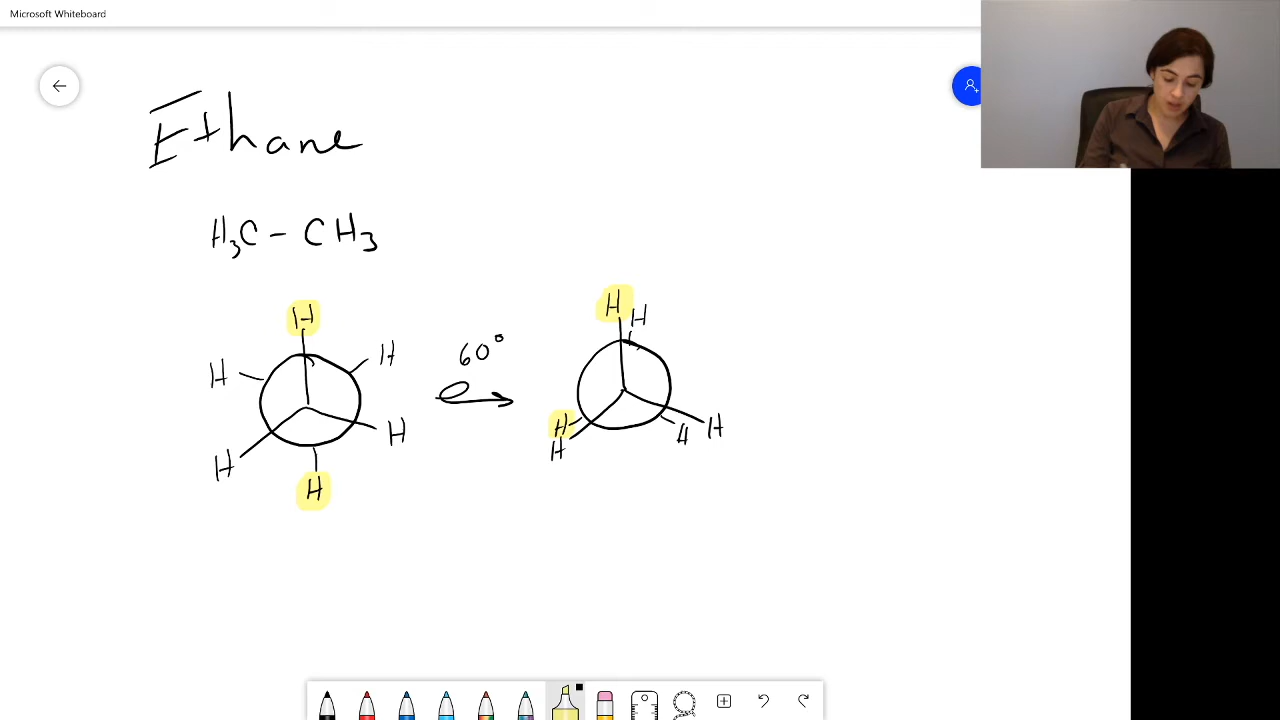 Microsoft Whiteboard
Ethane
H₃C - CH₃
H
H H
H H
H
60°
H H
H H H
H